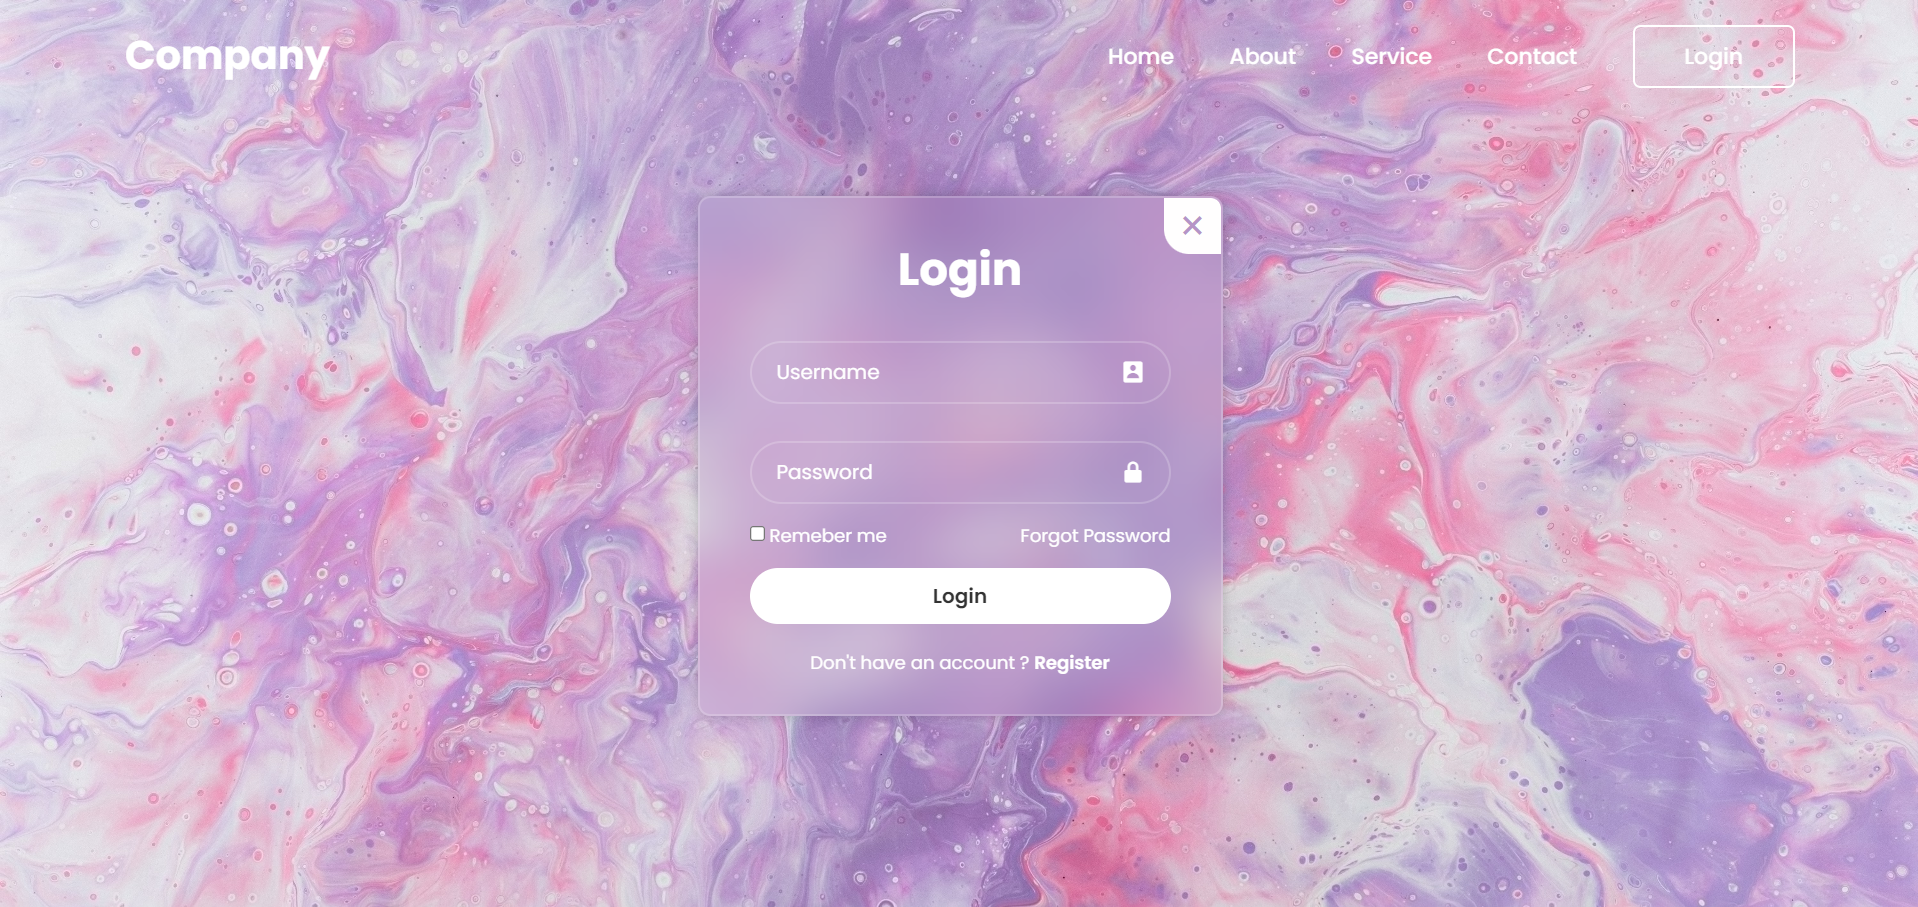 Company
Home About Service Contact Login
Login
Username
Password
Remeber me Forgot Password
Login
Don't have an account ? Register